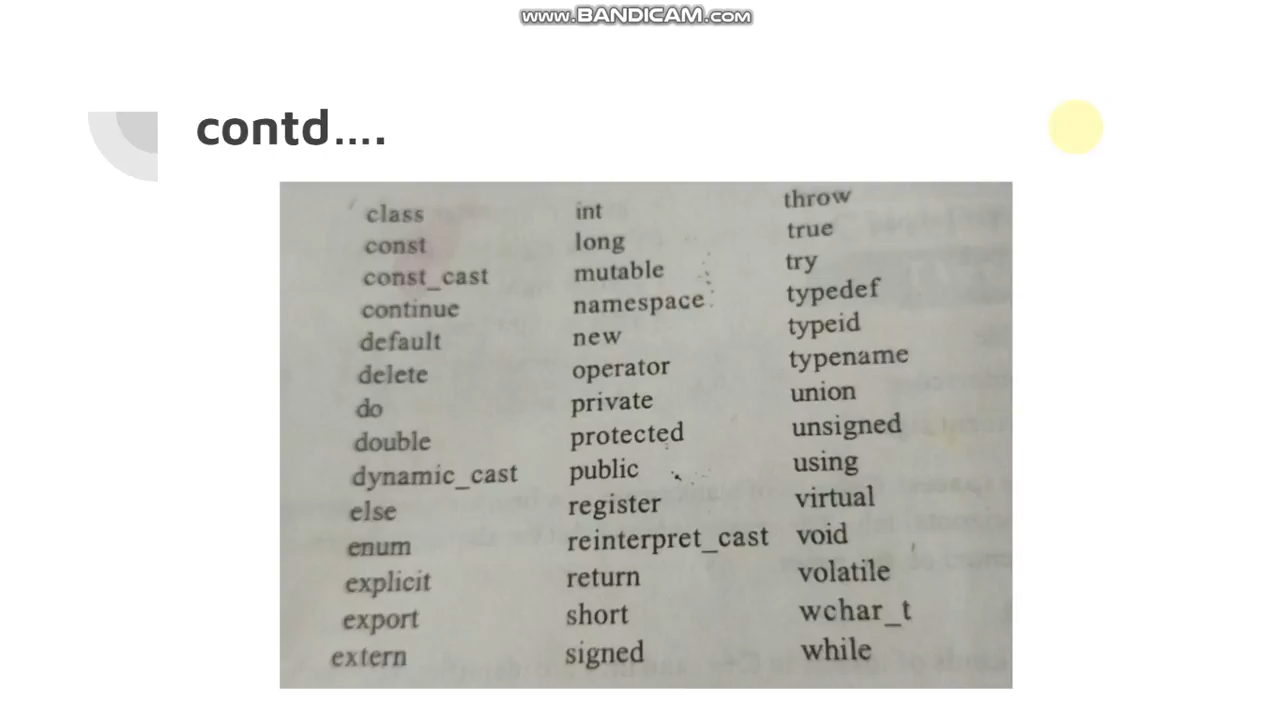 www.BANDICAM.com
contd....
class int throw
const long true
const_cast mutable try
continue namespace typedef
default new typeid
delete operator typename
do private union
double protected unsigned
dynamic_cast public using
else register virtual
enum reinterpret_cast void
explicit return volatile
export short wchar_t
extern signed while